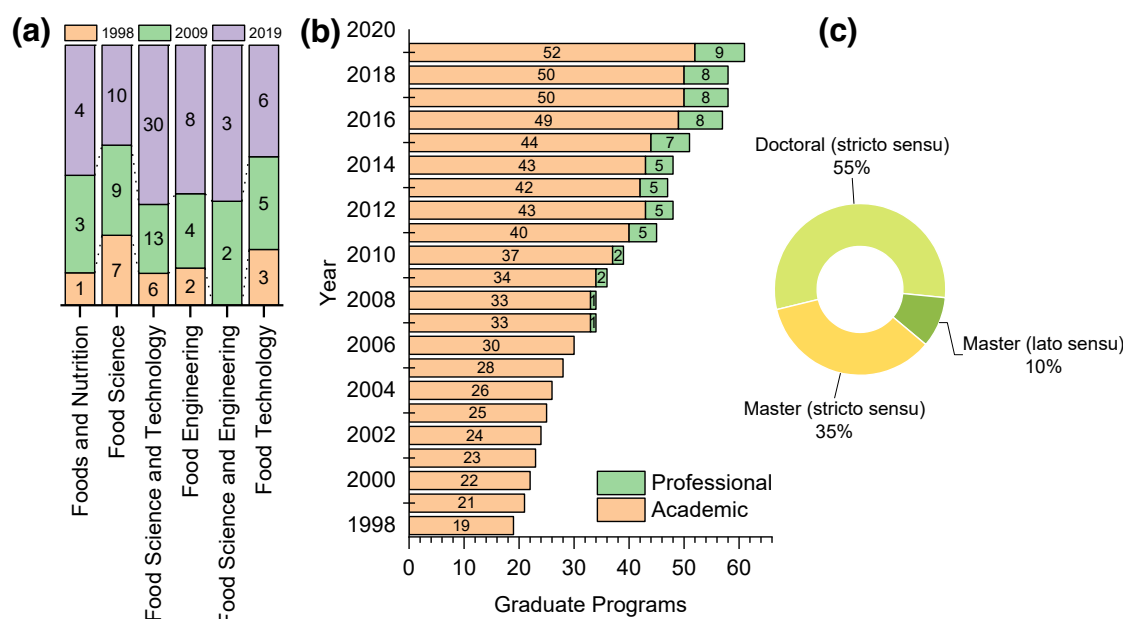 (a)
1998 2009 2019
4 10 30 8 3 6
3 9 13 4 2 5
1 7 6 2 3
Foods and Nutrition
Food Science
Food Science and Technology
Food Engineering
Food Science and Engineering
Food Technology
(b)
Year
2020
52 9
2018 50 8
50 8
2016 49 8
44 7
2014 43 5
42 5
2012 43 5
40 5
2010 37 2
34 2
2008 33 1
33 1
2006 30
28
2004 26
25
2002 24
23
2000 22
21
1998 19
Professional
Academic
0 10 20 30 40 50 60
Graduate Programs
(c)
Doctoral (stricto sensu)
55%
Master (lato sensu)
10%
Master (stricto sensu)
35%